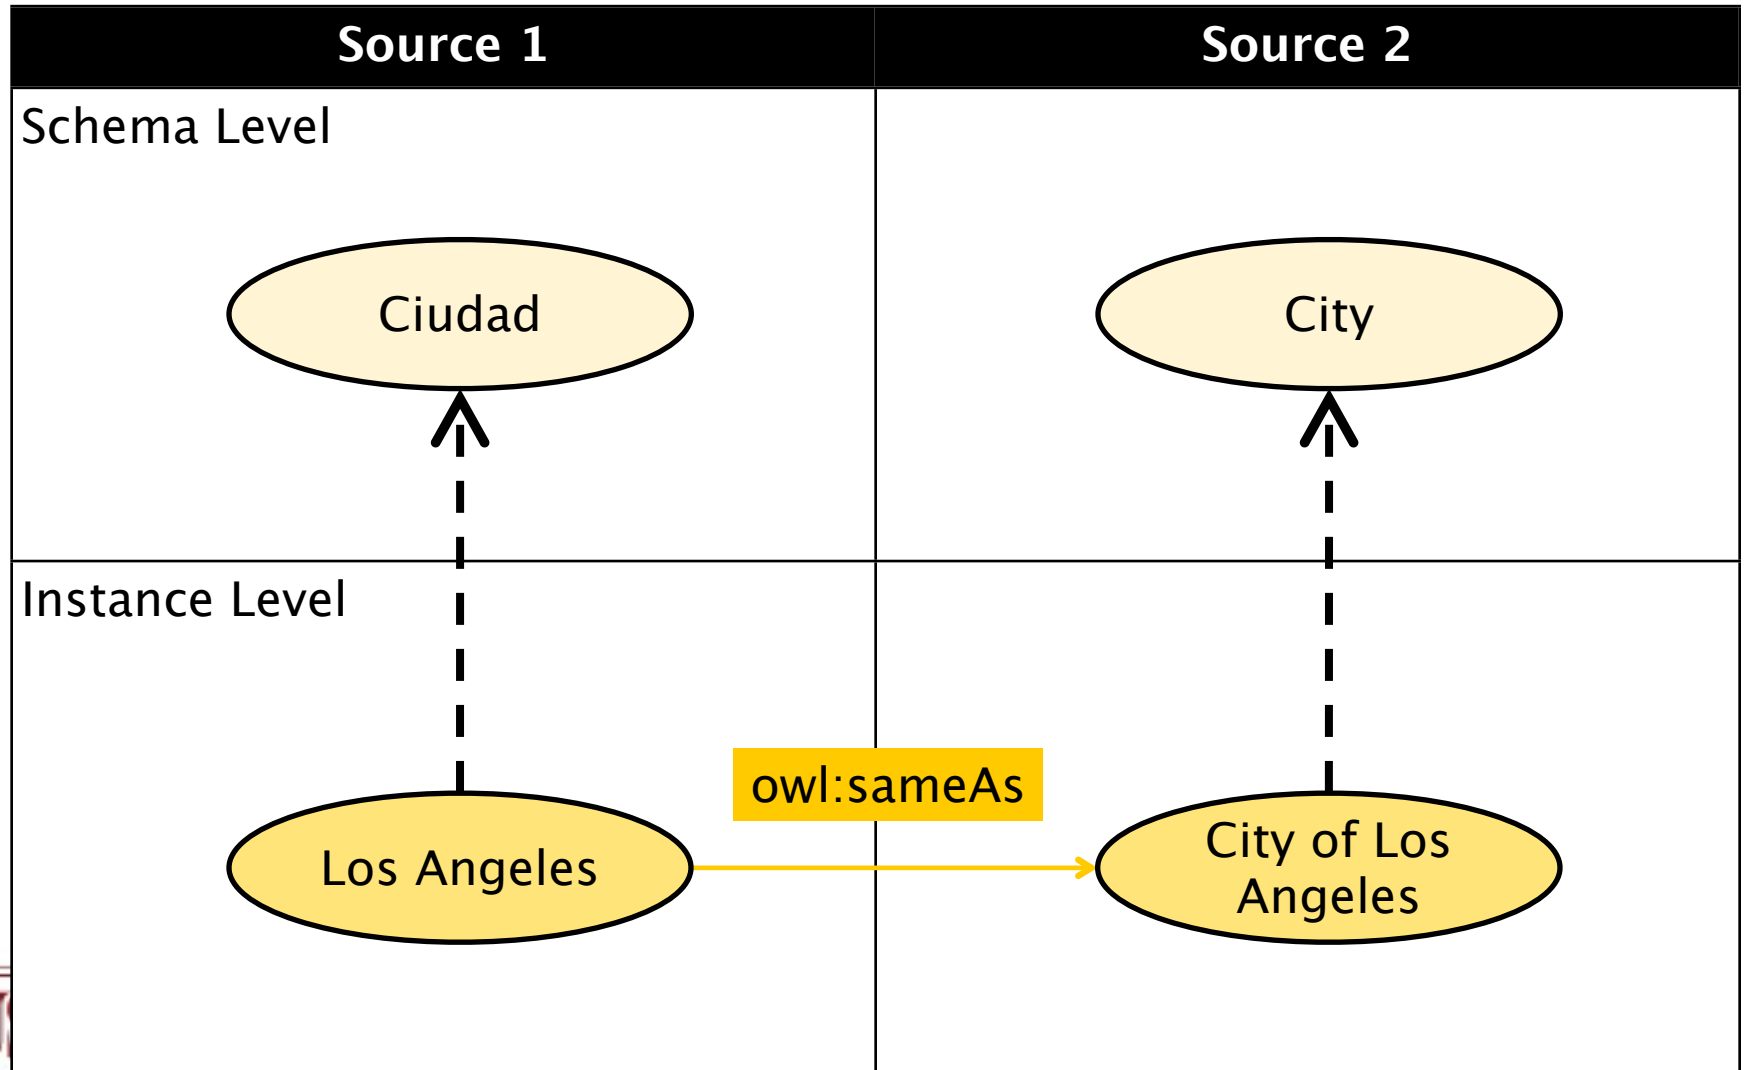 Source 1
Source 2
Schema Level
Ciudad
City
Instance Level
owl:sameAs
Los Angeles
City of Los
Angeles